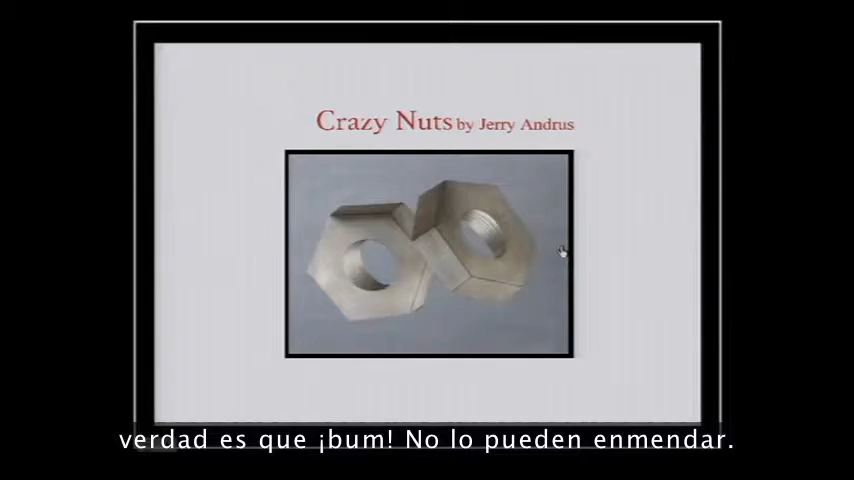 Crazy Nuts by Jerry Andrus
verdad es que ¡bum! No lo pueden enmendar.